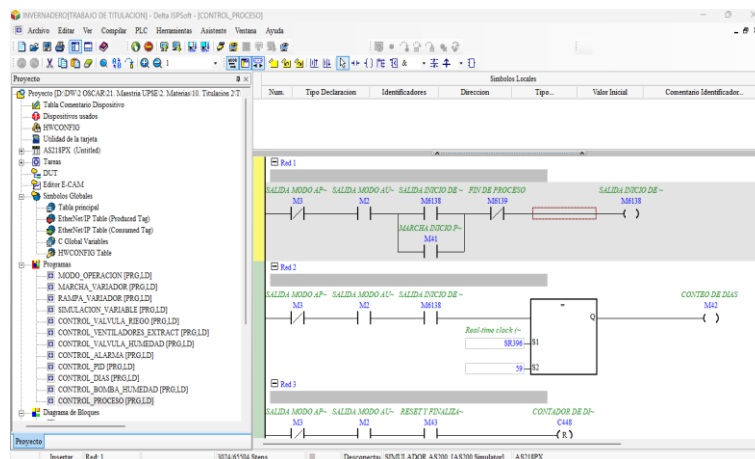 INVERNADERO[TRABAJO DE TITULACION] - Delta ISPSoft - [CONTROL_PROCESO]
Archivo Editar Ver Compilar PLC Herramientas Asistente Ventana Ayuda
1
Proyecto
Proyecto [D:\DW\2 OSCAR\21. Maestria UPSE\2. Materias\10. Titulacion 2\T
Tabla Comentario Dispositivo
Dispositivos usados
HWCONFIG
Utilidad de la tarjeta
AS218PX (Untitled)
Tareas
DUT
Editor E-CAM
Simbolos Globales
Tabla principal
EtherNet/IP Table (Produced Tag)
EtherNet/IP Table (Consumed Tag)
C Global Variables
HWCONFIG Table
Programas
MODO_OPERACION [PRG,LD]
MARCHA_VARIADOR [PRG,LD]
RAMPA_VARIADOR [PRG,LD]
SIMULACION_VARIABLE [PRG,LD]
CONTROL_VALVULA_RIEGO [PRG,LD]
CONTROL_VENTILADORES_EXTRACT [PRG,LD]
CONTROL_VALVULA_HUMEDAD [PRG,LD]
CONTROL_ALARMA [PRG,LD]
CONTROL_PID [PRG,LD]
CONTROL_DIAS [PRG,LD]
CONTROL_BOMBA_HUMEDAD [PRG,LD]
CONTROL_PROCESO [PRG,LD]
Diagrama de Bloques
Proyecto
Simbolos Locales
Num. Tipo Declaracion Identificadores Direccion Tipo... Valor Inicial Comentario Identificador...
Red 1
SALIDA MODO AP~ SALIDA MODO AU~ SALIDA INICIO DE ~ FIN DE PROCESO SALIDA INICIO DE ~
M3 M2 M6138 M6139 M6138
MARCHA INICIO P~
M41
Red 2
SALIDA MODO AP~ SALIDA MODO AU~ SALIDA INICIO DE ~ CONTEO DE DIAS
M3 M2 M6138 = Q M42
Real-time clock (~
SR396 S1
59 S2
Red 3
SALIDA MODO AP~ SALIDA MODO AU~ RESET Y FINALIZA~ CONTADOR DE DI~
M3 M2 M43 C448
R
Insertar Red: 1 3024/65504 Steps Desconectav SIMULADOR AS200, [AS200 Simulator] AS218PX